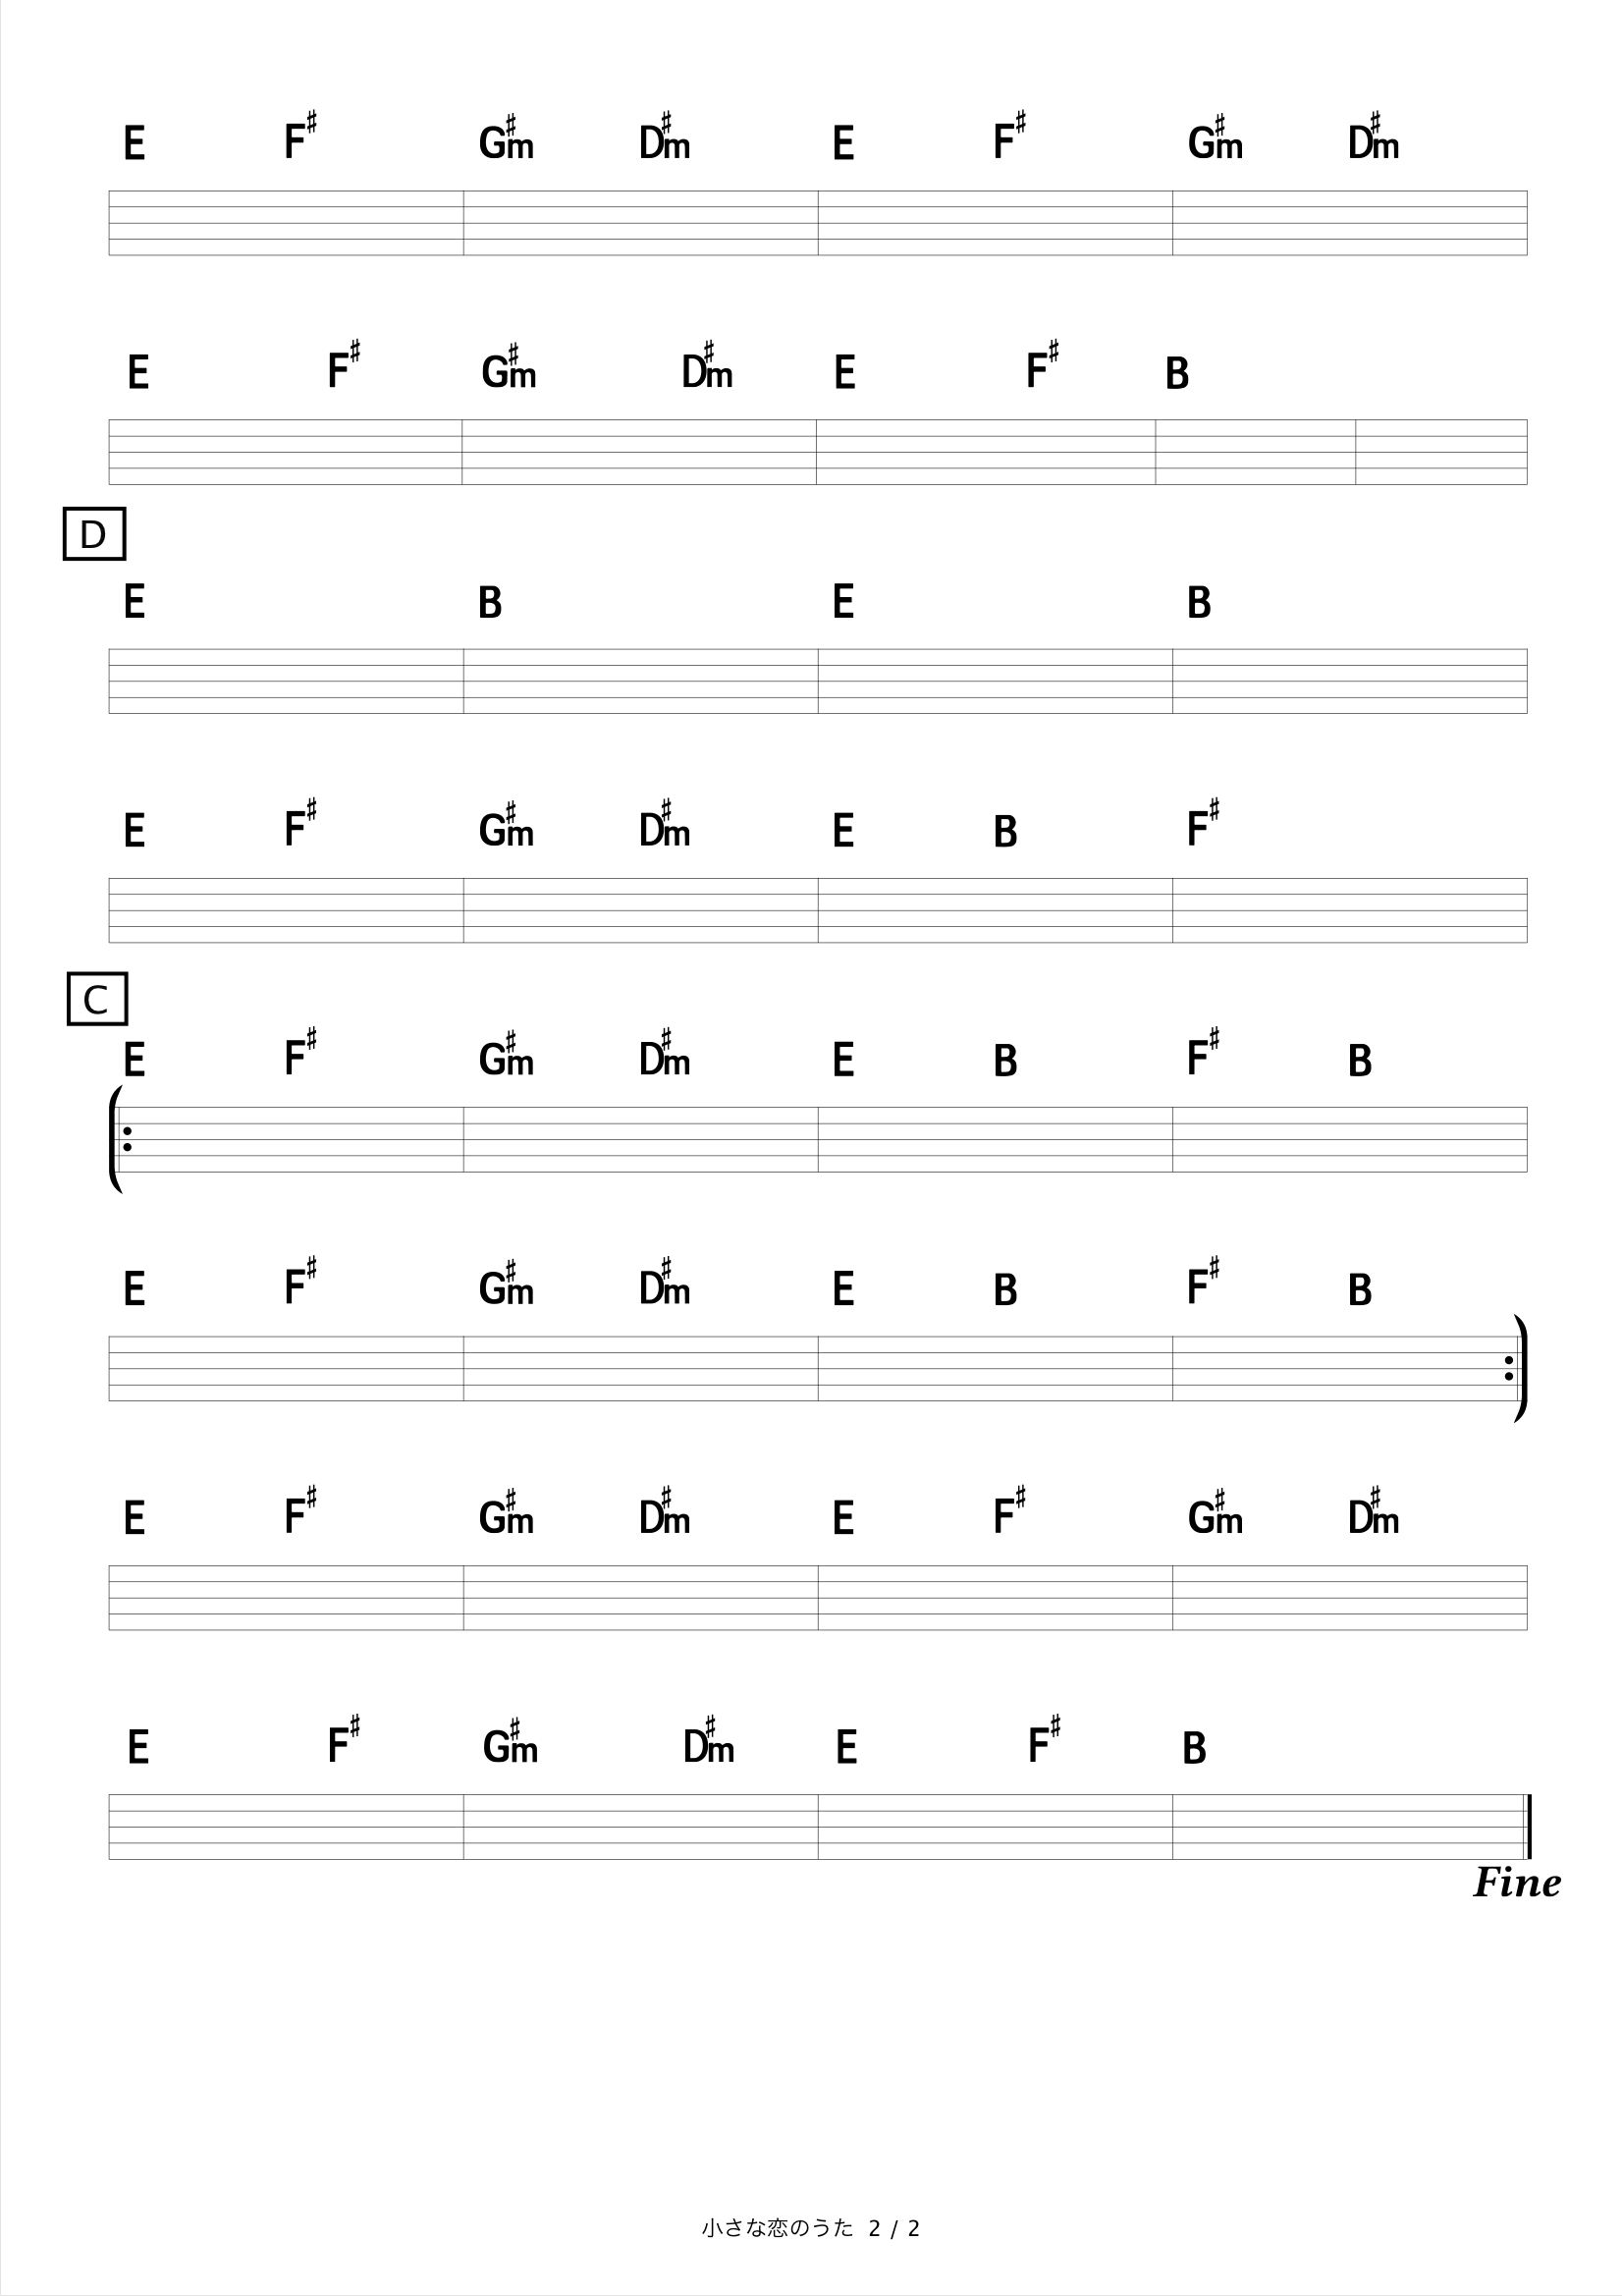 E F♯ G♯m D♯m E F♯ G♯m D♯m
E F♯ G♯m D♯m E F♯ B
D
E B E B
E F♯ G♯m D♯m E B F♯
C
E F♯ G♯m D♯m E B F♯ B
E F♯ G♯m D♯m E B F♯ B
E F♯ G♯m D♯m E F♯ G♯m D♯m
E F♯ G♯m D♯m E F♯ B
Fine
小さな恋のうた 2 / 2